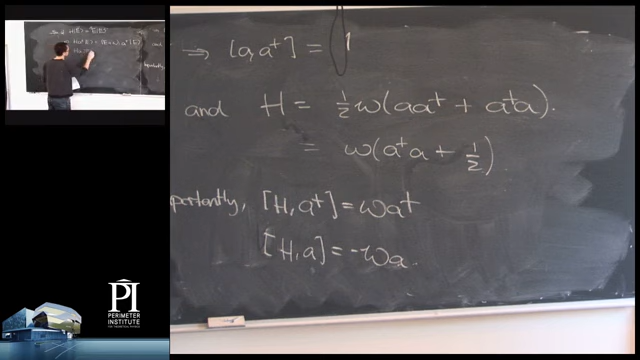 ⇒ [a, a†] = 1
and H = ½ω(aa† + a†a).
= ω(a†a + ½)
portantly, [H, a†] = ωa†
[H, a] = -ωa.
PI
PERIMETER
INSTITUTE
FOR THEORETICAL PHYSICS